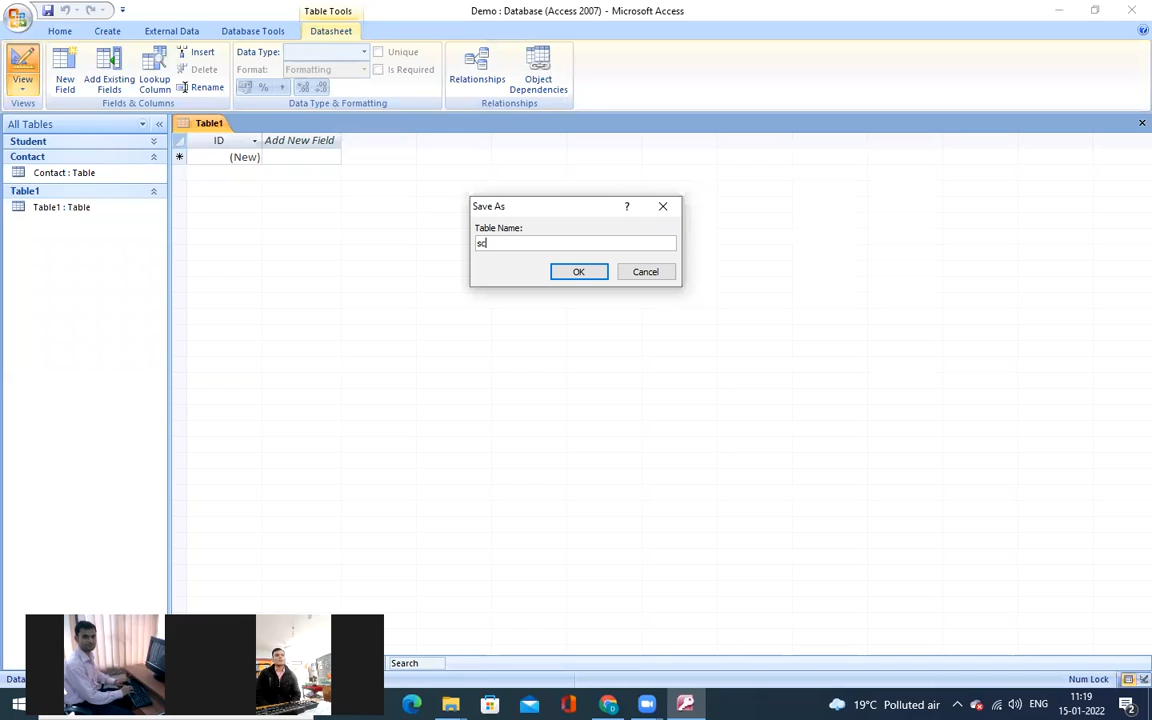 Table Tools
Demo : Database (Access 2007) - Microsoft Access
Home
Create
External Data
Database Tools
Datasheet
View
New Field
Add Existing Fields
Lookup Column
Insert
Delete
Rename
Data Type:
Format:
Formatting
%
,
Unique
Is Required
Relationships
Object Dependencies
Views
Fields & Columns
Data Type & Formatting
Relationships
All Tables
«
Student
Contact
Contact : Table
Table1
Table1 : Table
Table1
ID
Add New Field
(New)
Save As
?
Table Name:
sc
OK
Cancel
Search
Data
Num Lock
19°C Polluted air
ENG
11:19
15-01-2022
2